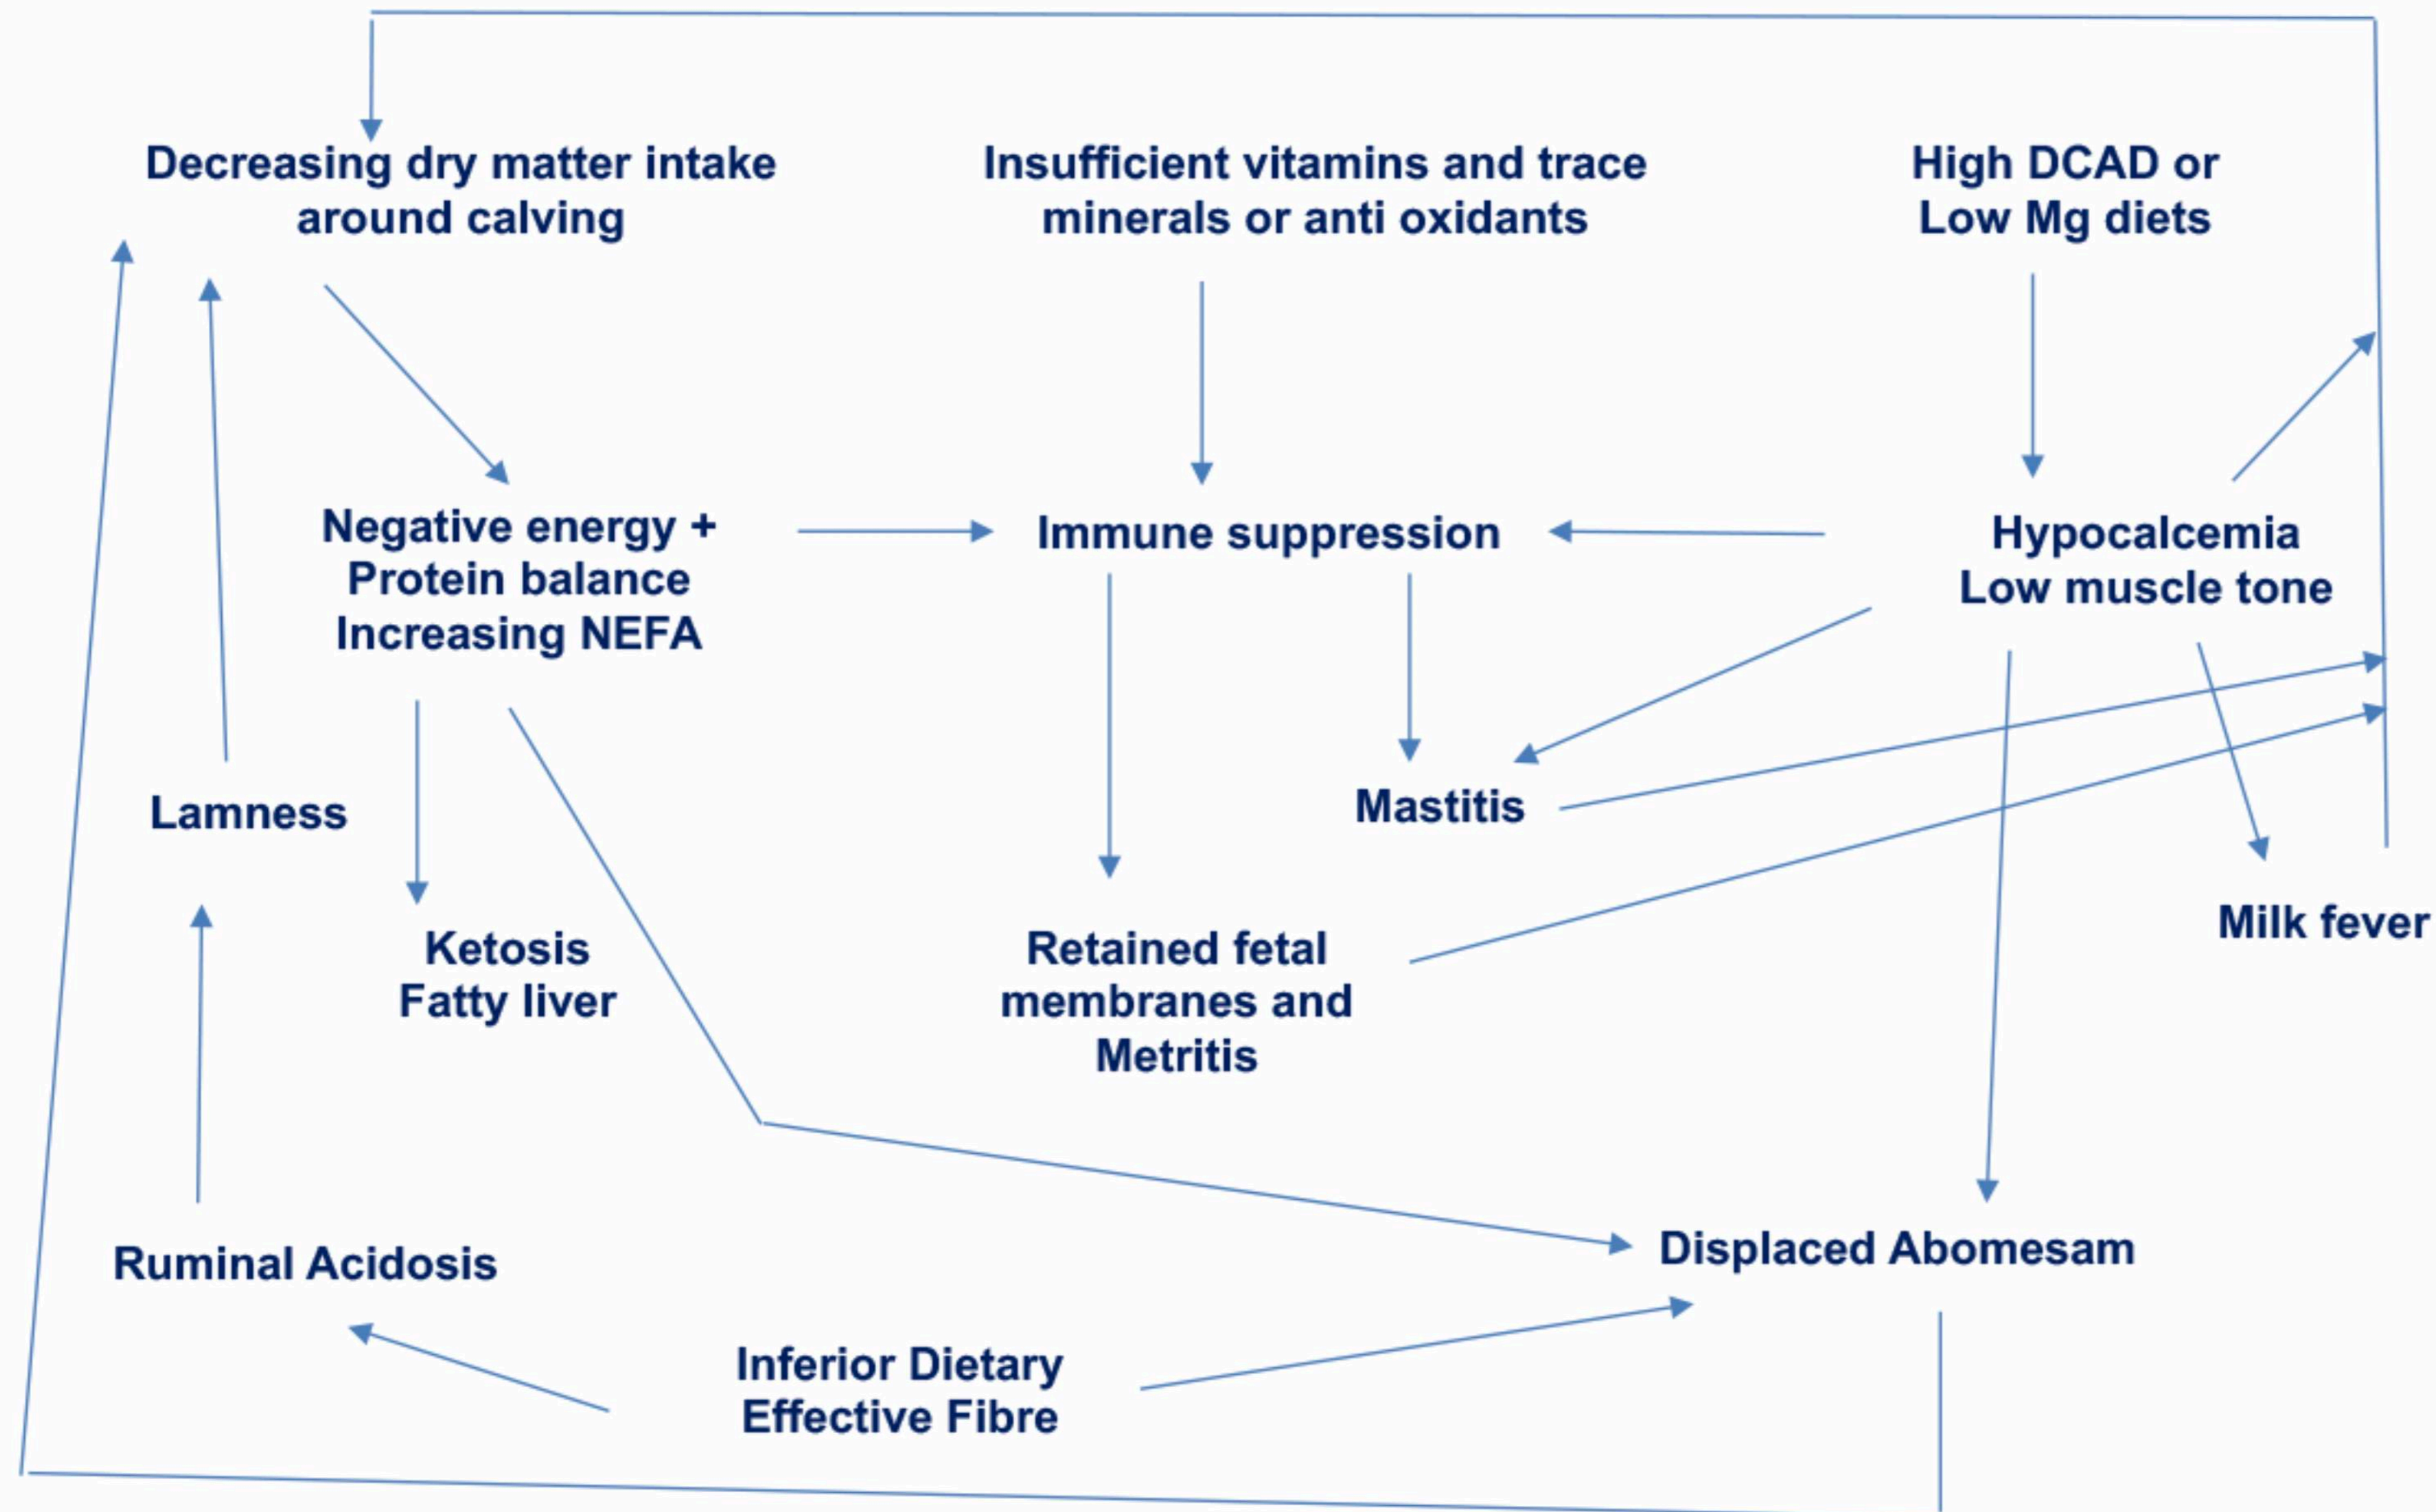 Decreasing dry matter intake
around calving
Insufficient vitamins and trace
minerals or anti oxidants
High DCAD or
Low Mg diets
Negative energy +
Protein balance
Increasing NEFA
Immune suppression
Hypocalcemia
Low muscle tone
Lamness
Mastitis
Ketosis
Fatty liver
Retained fetal
membranes and
Metritis
Milk fever
Ruminal Acidosis
Displaced Abomesam
Inferior Dietary
Effective Fibre